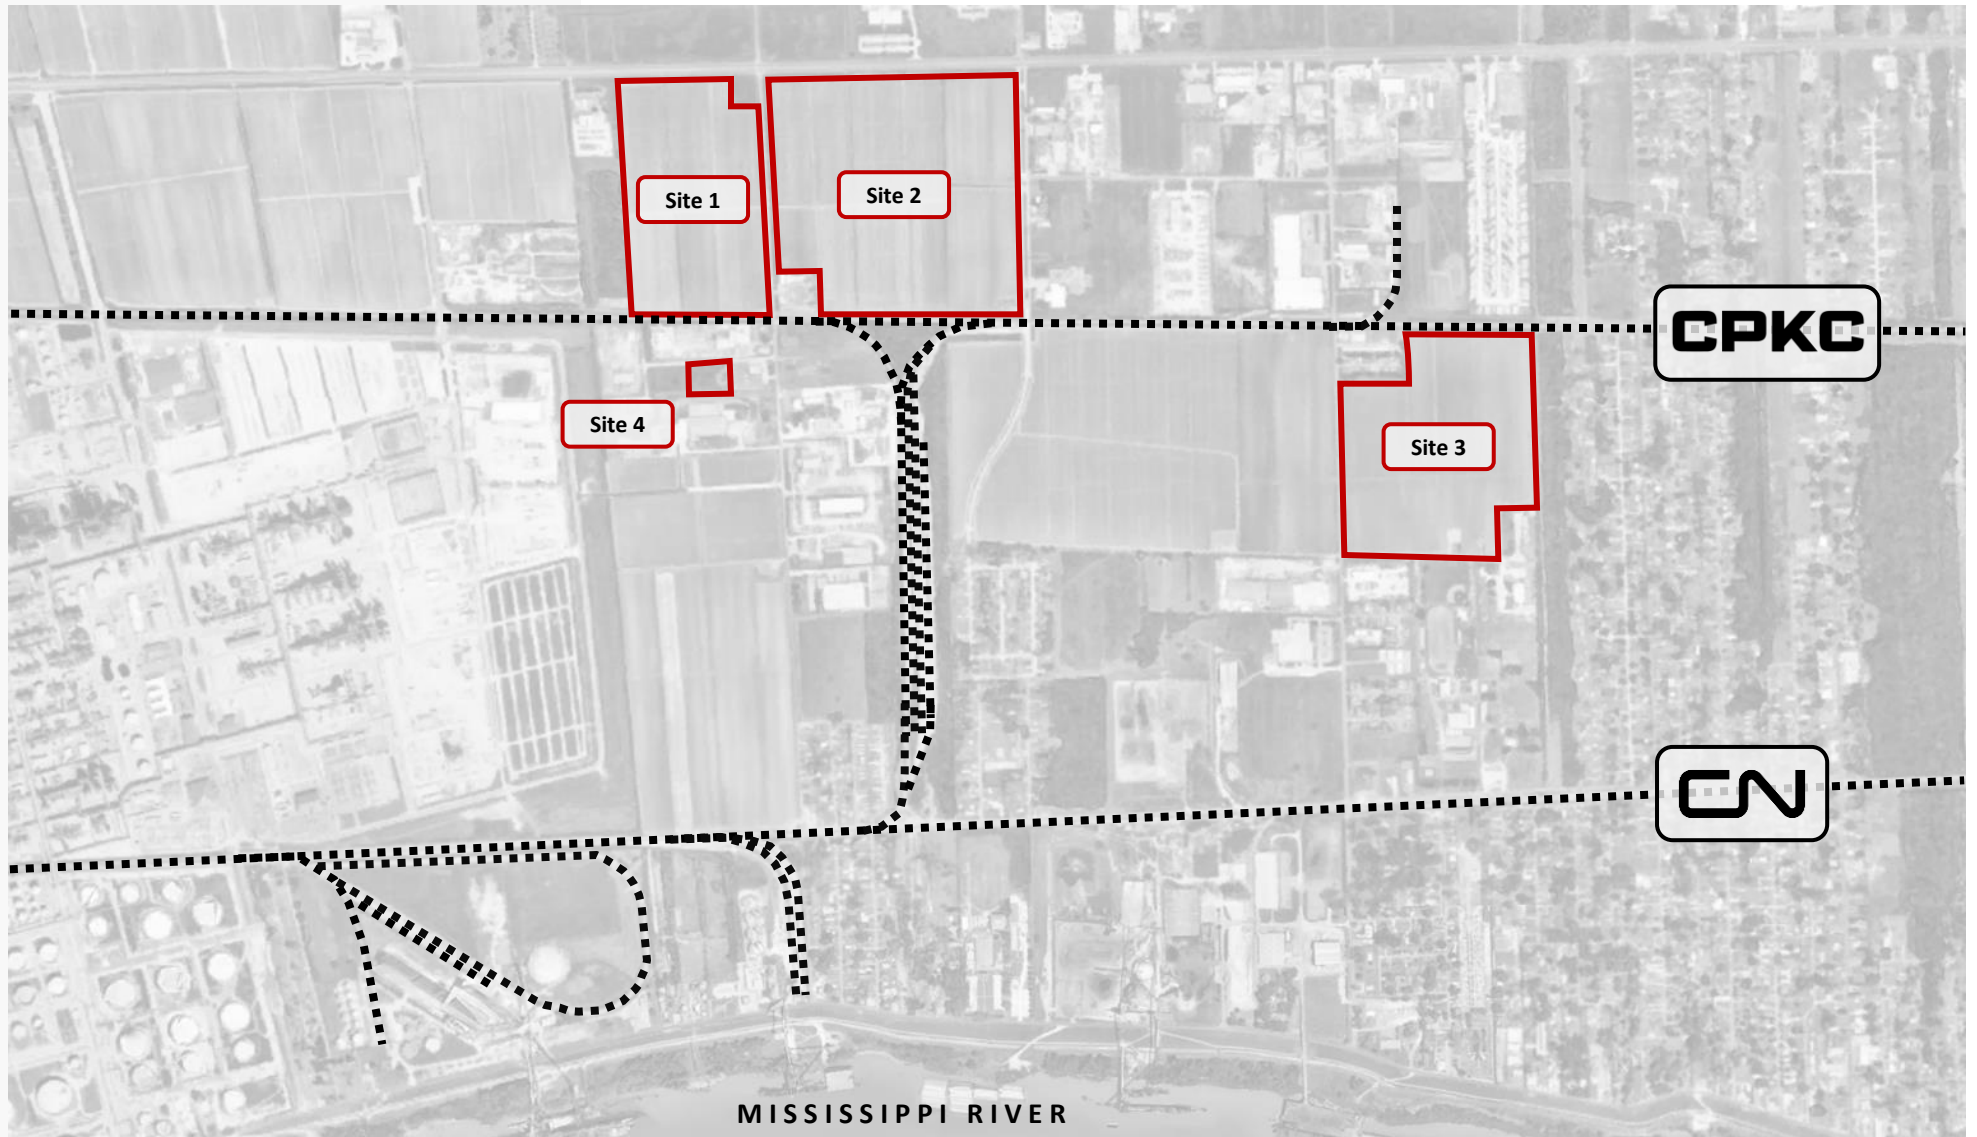 Site 1
Site 2
CPKC
Site 4
Site 3
CN
MISSISSIPPI RIVER